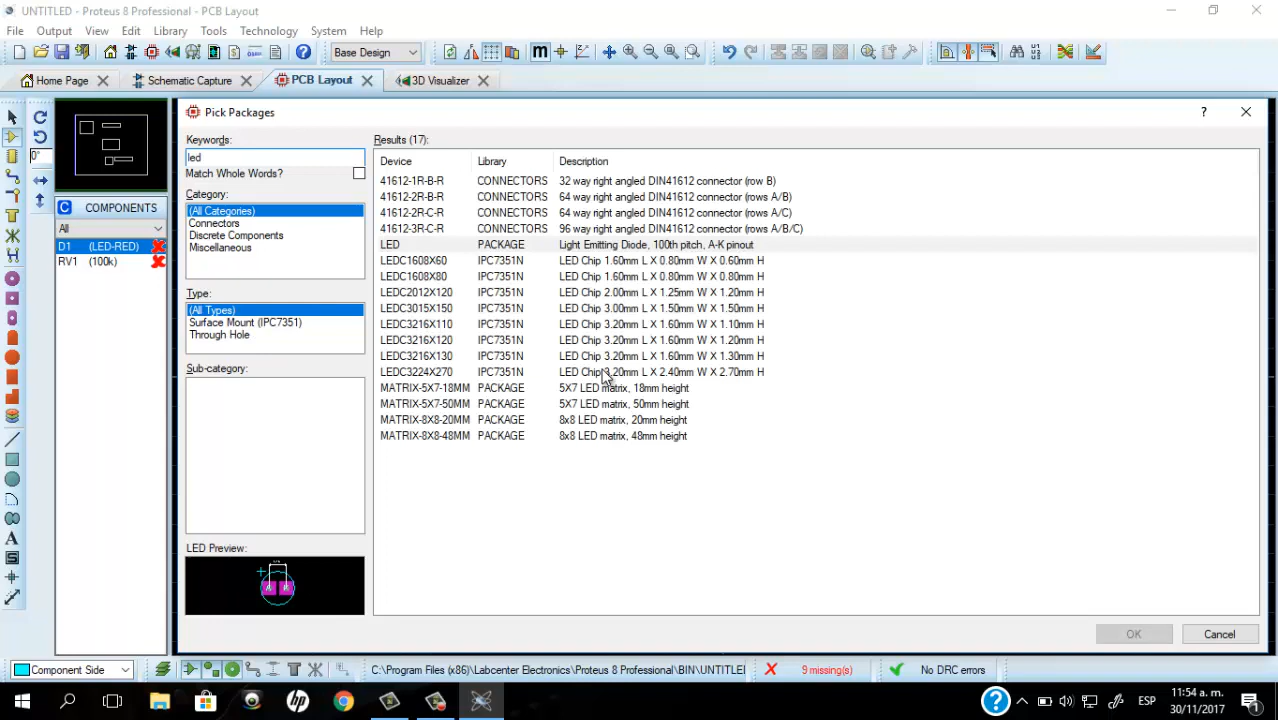 UNTITLED - Proteus 8 Professional - PCB Layout
File Output View Edit Library Tools Technology System Help
Base Design
Home Page Schematic Capture PCB Layout 3D Visualizer
Pick Packages
Keywords:
led
Match Whole Words?
Category:
(All Categories)
Connectors
Discrete Components
Miscellaneous
Type:
(All Types)
Surface Mount (IPC7351)
Through Hole
Sub-category:
LED Preview:
Results (17):
Device Library Description
41612-1R-B-R CONNECTORS 32 way right angled DIN41612 connector (row B)
41612-2R-B-R CONNECTORS 64 way right angled DIN41612 connector (rows A/B)
41612-2R-C-R CONNECTORS 64 way right angled DIN41612 connector (rows A/C)
41612-3R-C-R CONNECTORS 96 way right angled DIN41612 connector (rows A/B/C)
LED PACKAGE Light Emitting Diode, 100th pitch, A-K pinout
LEDC1608X60 IPC7351N LED Chip 1.60mm L X 0.80mm W X 0.60mm H
LEDC1608X80 IPC7351N LED Chip 1.60mm L X 0.80mm W X 0.80mm H
LEDC2012X120 IPC7351N LED Chip 2.00mm L X 1.25mm W X 1.20mm H
LEDC3015X150 IPC7351N LED Chip 3.00mm L X 1.50mm W X 1.50mm H
LEDC3216X110 IPC7351N LED Chip 3.20mm L X 1.60mm W X 1.10mm H
LEDC3216X120 IPC7351N LED Chip 3.20mm L X 1.60mm W X 1.20mm H
LEDC3216X130 IPC7351N LED Chip 3.20mm L X 1.60mm W X 1.30mm H
LEDC3224X270 IPC7351N LED Chip 3.20mm L X 2.40mm W X 2.70mm H
MATRIX-5X7-18MM PACKAGE 5X7 LED matrix, 18mm height
MATRIX-5X7-50MM PACKAGE 5X7 LED matrix, 50mm height
MATRIX-8X8-20MM PACKAGE 8x8 LED matrix, 20mm height
MATRIX-8X8-48MM PACKAGE 8x8 LED matrix, 48mm height
OK Cancel
0°
C COMPONENTS
All
D1 (LED-RED)
RV1 (100k)
Component Side
C:\Program Files (x86)\Labcenter Electronics\Proteus 8 Professional\BIN\UNTITLED
9 missing(s)
No DRC errors
ESP
11:54 a. m.
30/11/2017